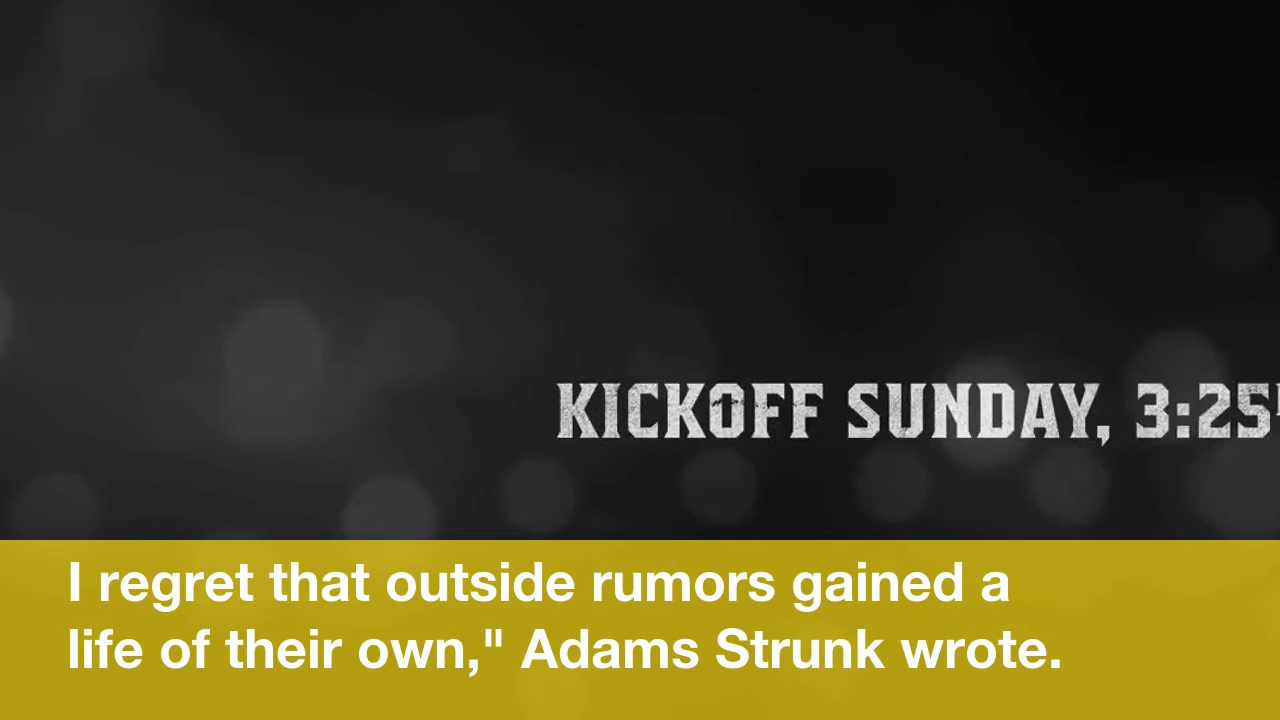 KICKOFF SUNDAY, 3:25
I regret that outside rumors gained a
life of their own," Adams Strunk wrote.